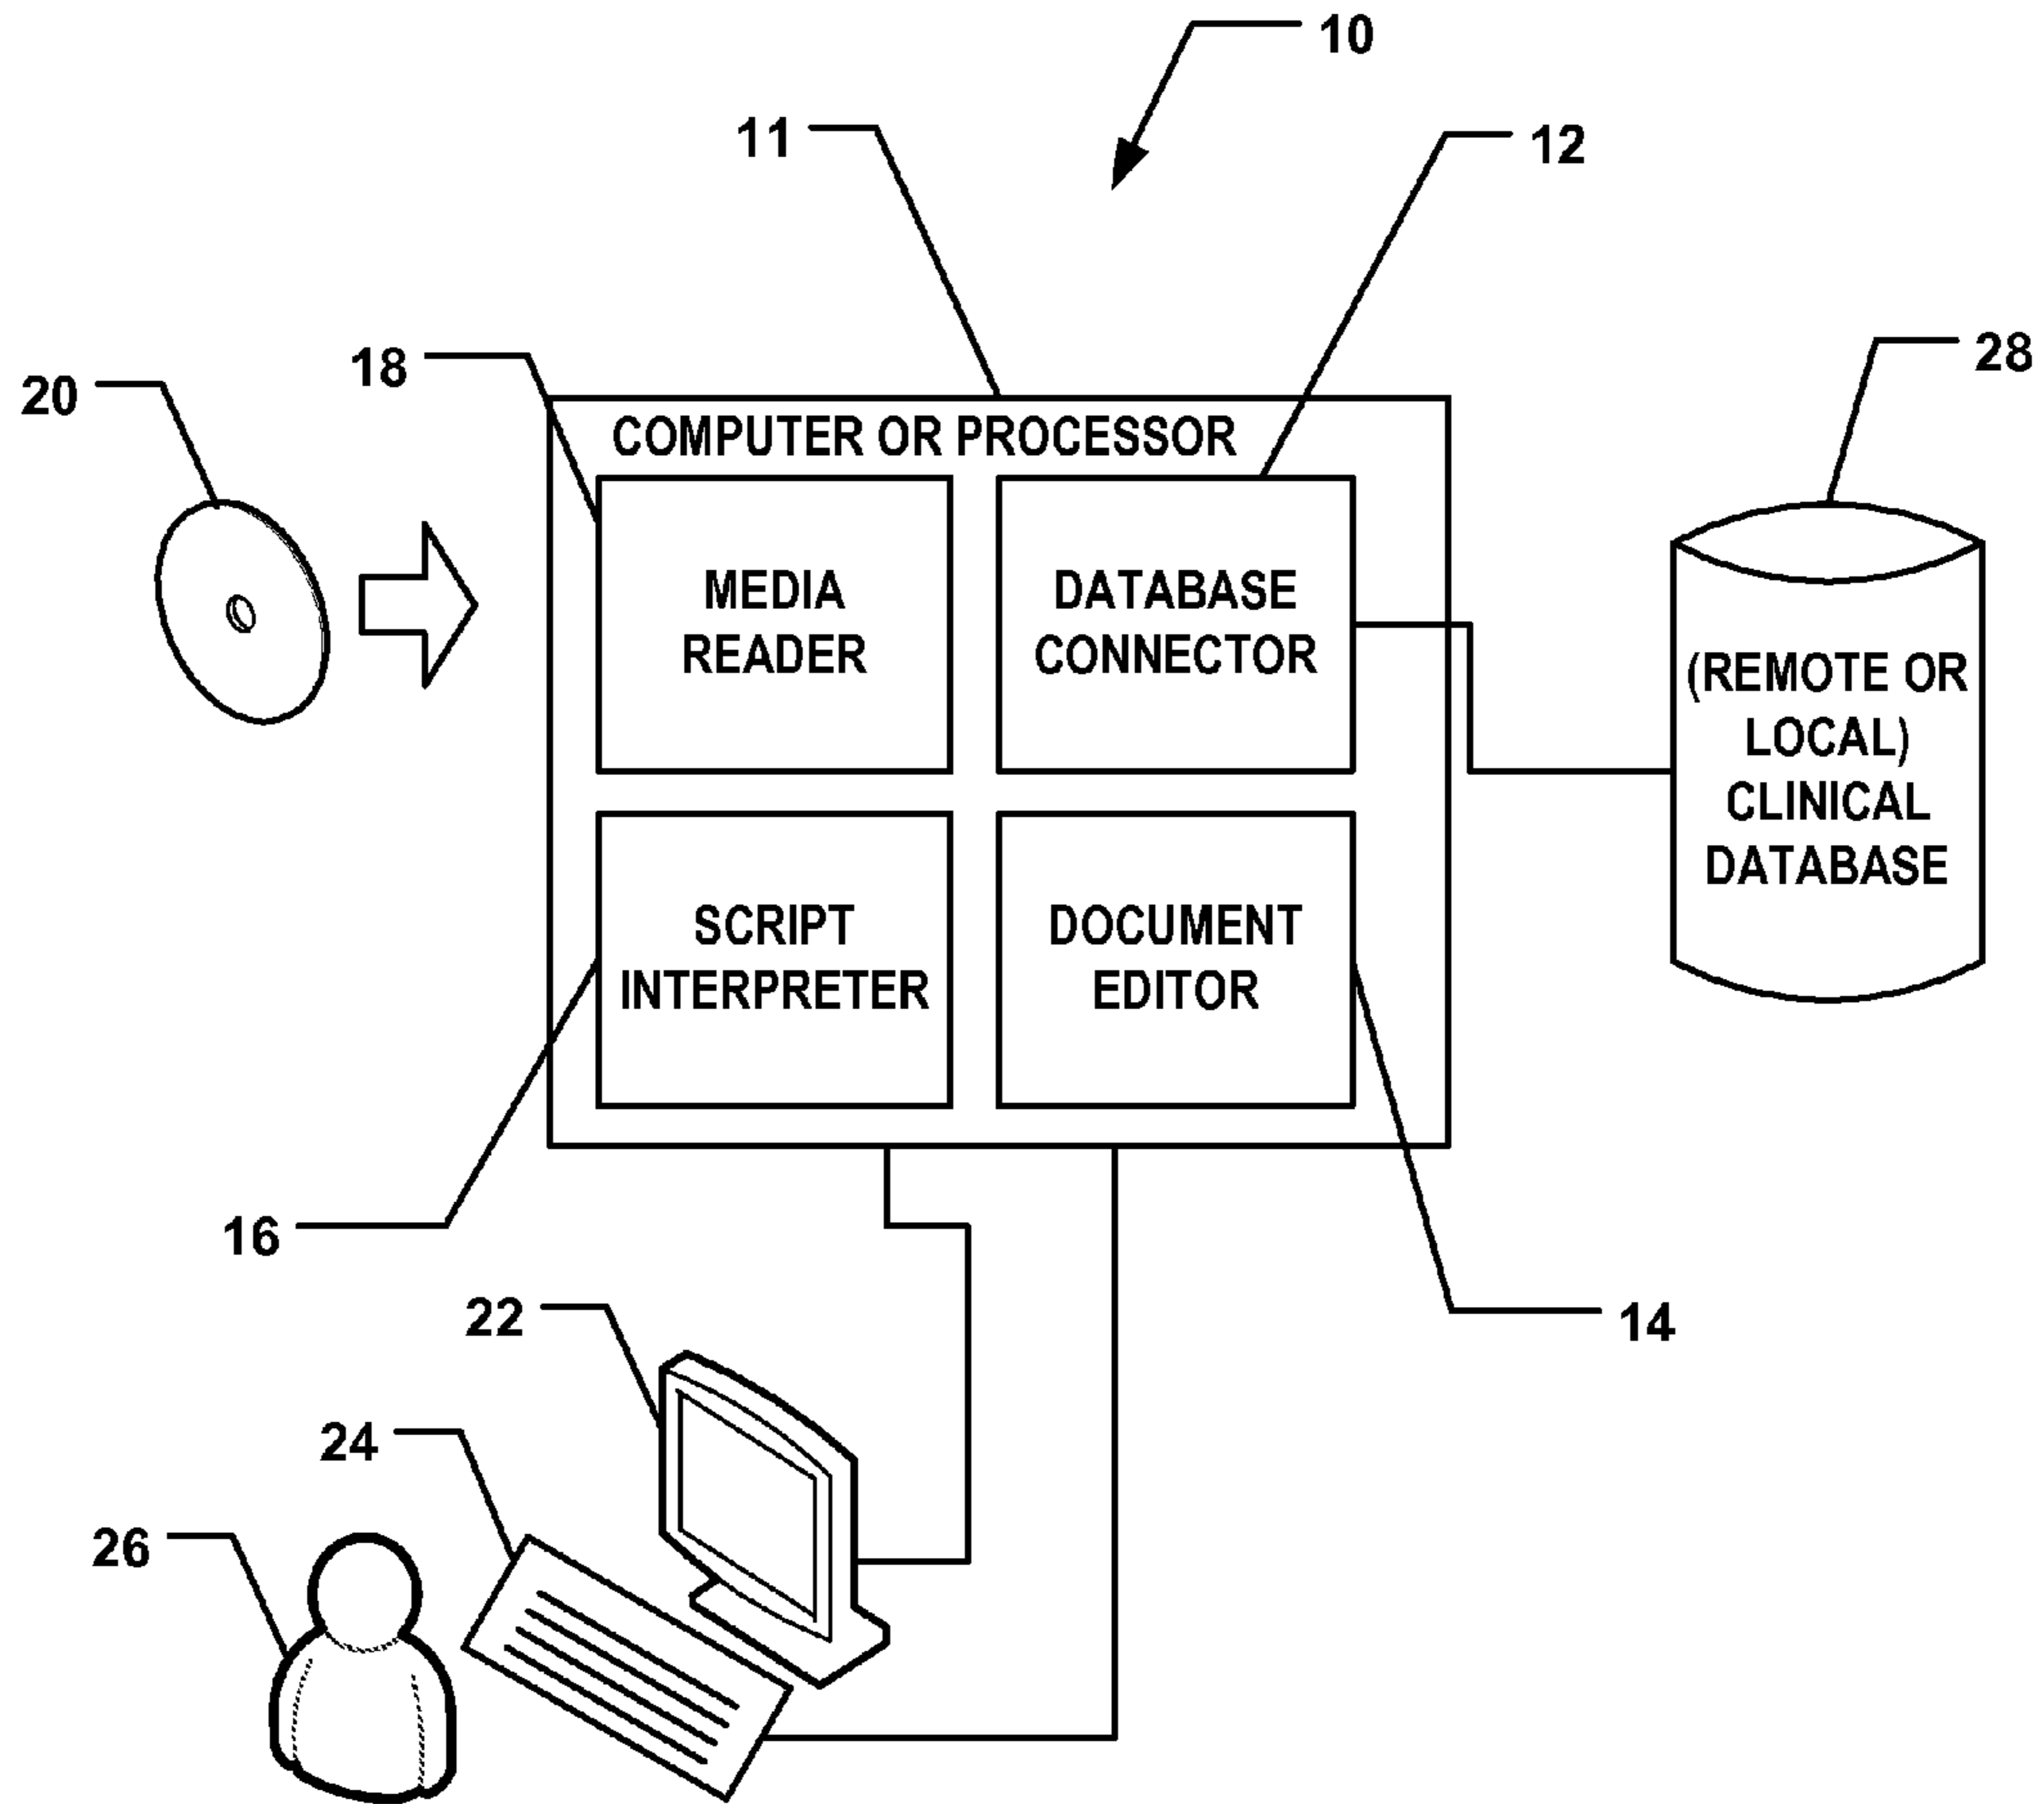 10
11
12
18
28
20
COMPUTER OR PROCESSOR
MEDIA
READER
DATABASE
CONNECTOR
(REMOTE OR
LOCAL)
CLINICAL
DATABASE
SCRIPT
INTERPRETER
DOCUMENT
EDITOR
16
22
14
24
26